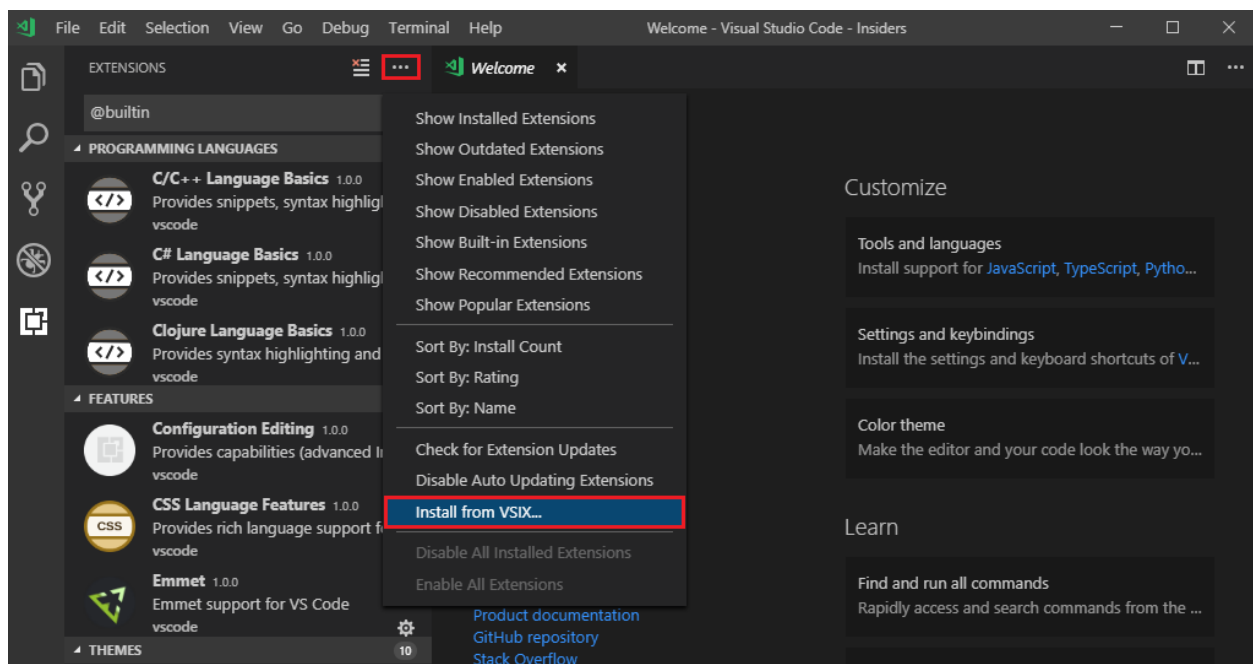 File Edit Selection View Go Debug Terminal Help
Welcome - Visual Studio Code - Insiders
EXTENSIONS
Welcome
@builtin
PROGRAMMING LANGUAGES
C/C++ Language Basics 1.0.0
Provides snippets, syntax
vscode
C# Language Basics 1.0.0
Provides snippets, syntax
vscode
Clojure Language Basics 1.0.0
Provides syntax highlighting and
vscode
FEATURES
Configuration Editing 1.0.0
Provides capabilities (advanced
vscode
CSS
CSS Language Features 1.0.0
Provides rich language support
vscode
Emmet 1.0.0
Emmet support for VS Code
vscode
THEMES
10
Show Installed Extensions
Show Outdated Extensions
Show Enabled Extensions
Show Disabled Extensions
Show Built-in Extensions
Show Recommended Extensions
Show Popular Extensions
Sort By: Install Count
Sort By: Rating
Sort By: Name
Check for Extension Updates
Disable Auto Updating Extensions
Install from VSIX...
Disable All Installed Extensions
Enable All Extensions
Product documentation
GitHub repository
Stack Overflow
Customize
Tools and languages
Install support for JavaScript, TypeScript, Pytho...
Settings and keybindings
Install the settings and keyboard shortcuts of V...
Color theme
Make the editor and your code look the way yo...
Learn
Find and run all commands
Rapidly access and search commands from the ...